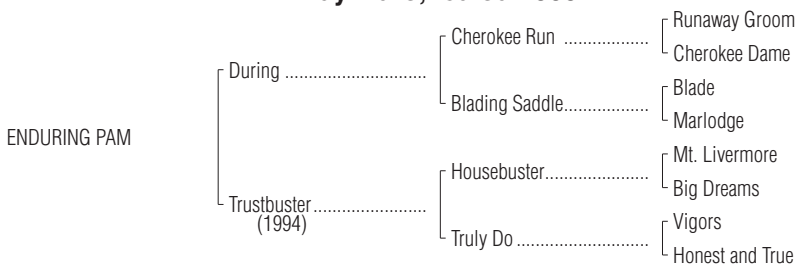 Runaway Groom
Cherokee Run ..................
Cherokee Dame
During ..............................
Blade
Blading Saddle..................
Marlodge
ENDURING PAM
Mt. Livermore
Housebuster......................
Big Dreams
Trustbuster........................
(1994)
Vigors
Truly Do ............................
Honest and True